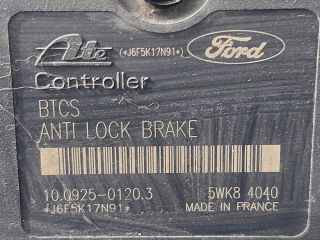 Ate (*J6F5K17N91*) Ford
Controller
BTCS
ANTI LOCK BRAKE
10.0925-0120.3 5WK8 4040
*J6F5K17N91* MADE IN FRANCE